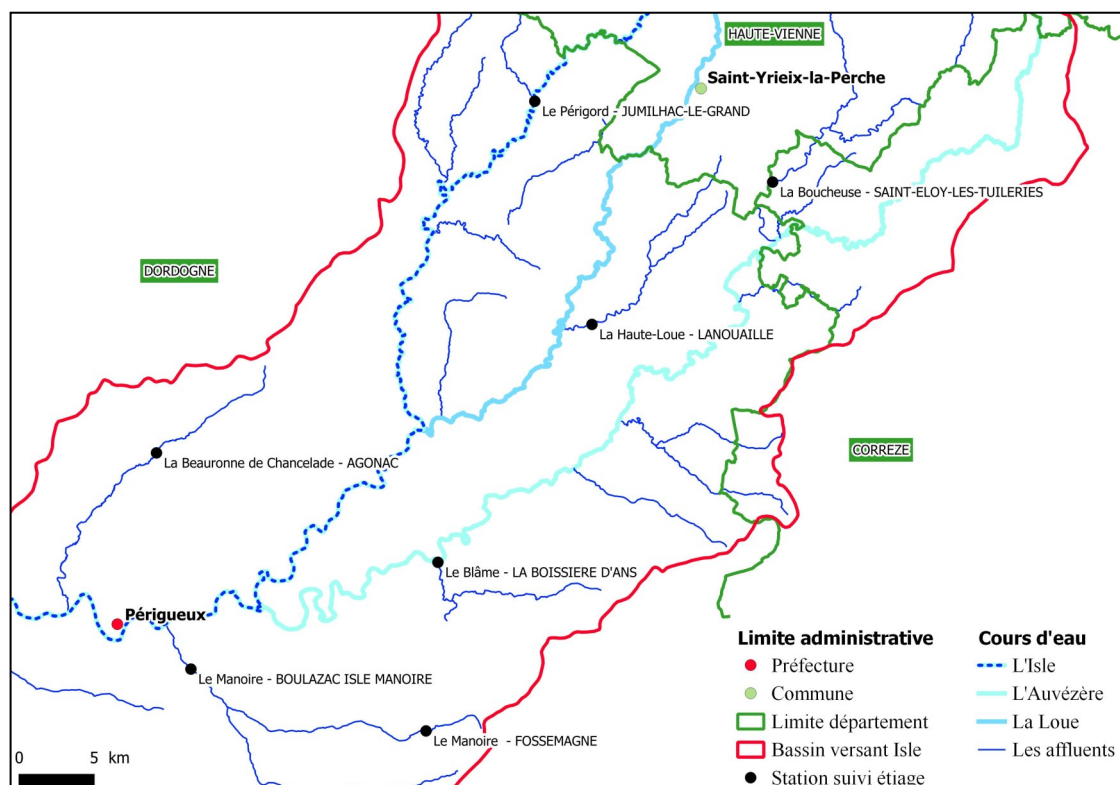 HAUTE-VIENNE
Saint-Yrieix-la-Perche
Le Périgord - JUMILHAC-LE-GRAND
La Boucheuse - SAINT-ELOY-LES-TUILERIES
DORDOGNE
La Haute-Loue - LANOUAILLE
CORREZE
La Beauronne de Chancelade - AGONAC
Le Blâme - LA BOISSIERE D'ANS
Périgueux
Le Manoire - BOULAZAC ISLE MANOIRE
Le Manoire - FOSSEMAGNE
0 5 km
Limite administrative
Préfecture
Commune
Limite département
Bassin versant Isle
Station suivi étiage
Cours d'eau
L'Isle
L'Auvézère
La Loue
Les affluents